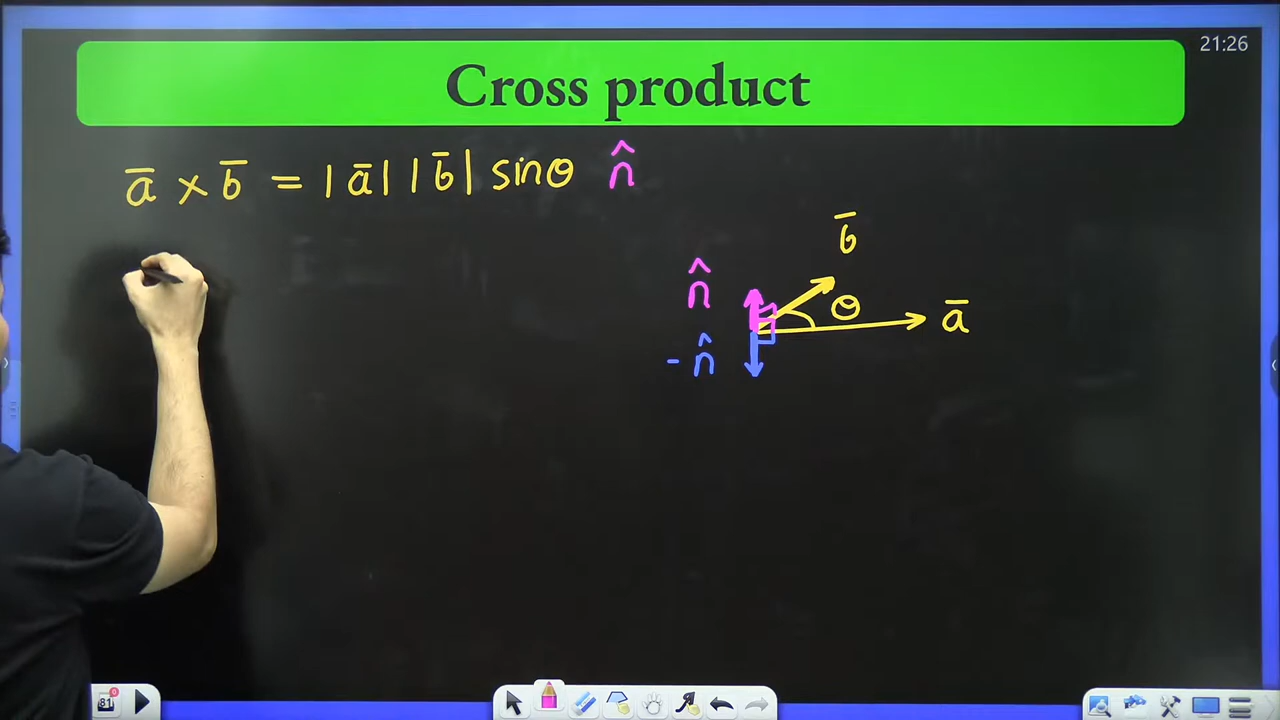 21:26
Cross product
a̅ × b̅ = |a̅| |b̅| sinθ n̂
b̅
n̂
θ
a̅
- n̂
81